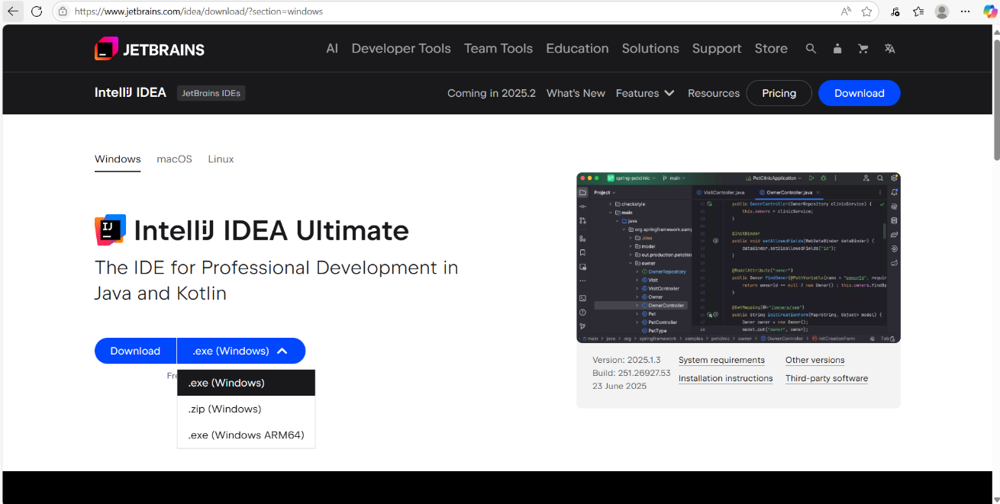 https://www.jetbrains.com/idea/download/?section=windows
JETBRAINS
AI Developer Tools Team Tools Education Solutions Support Store
IntelliJ IDEA JetBrains IDEs Coming in 2025.2 What's New Features Resources Pricing Download
Windows macOS Linux
IJ IntelliJ IDEA Ultimate
The IDE for Professional Development in
Java and Kotlin
Download .exe (Windows)
Fre
.exe (Windows)
.zip (Windows)
.exe (Windows ARM64)
SP spring-petclinic main PetClinicApplication
Project VisitController.java OwnerController.java
checkstyle
main
java
org.springframework.samp
.idea
model
out.production.petclinic
owner
OwnerRepository
Visit
VisitController
Owner
OwnerController
Pet
PetController
PetType
public OwnerController(OwnerRepository clinicService) {
this.owners = clinicService;
}
@InitBinder
public void setAllowedFields(WebDataBinder dataBinder) {
dataBinder.setDisallowedFields("id");
}
@ModelAttribute("owner")
public Owner findOwner(@PathVariable(name = "ownerId", requir
return ownerId == null ? new Owner() : this.owners.findBy
}
@GetMapping("/owners/new")
public String initCreationForm(Map<String, Object> model) {
Owner owner = new Owner();
model.put("owner", owner);
main java org springframework samples petclinic owner OwnerController initCreationForm Tab
Version: 2025.1.3 System requirements Other versions
Build: 251.26927.53 Installation instructions Third-party software
23 June 2025